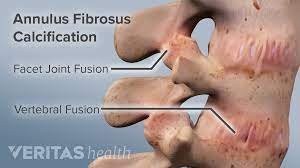 Annulus Fibrosus
Calcification
Facet Joint Fusion
Vertebral Fusion
VERITAS health